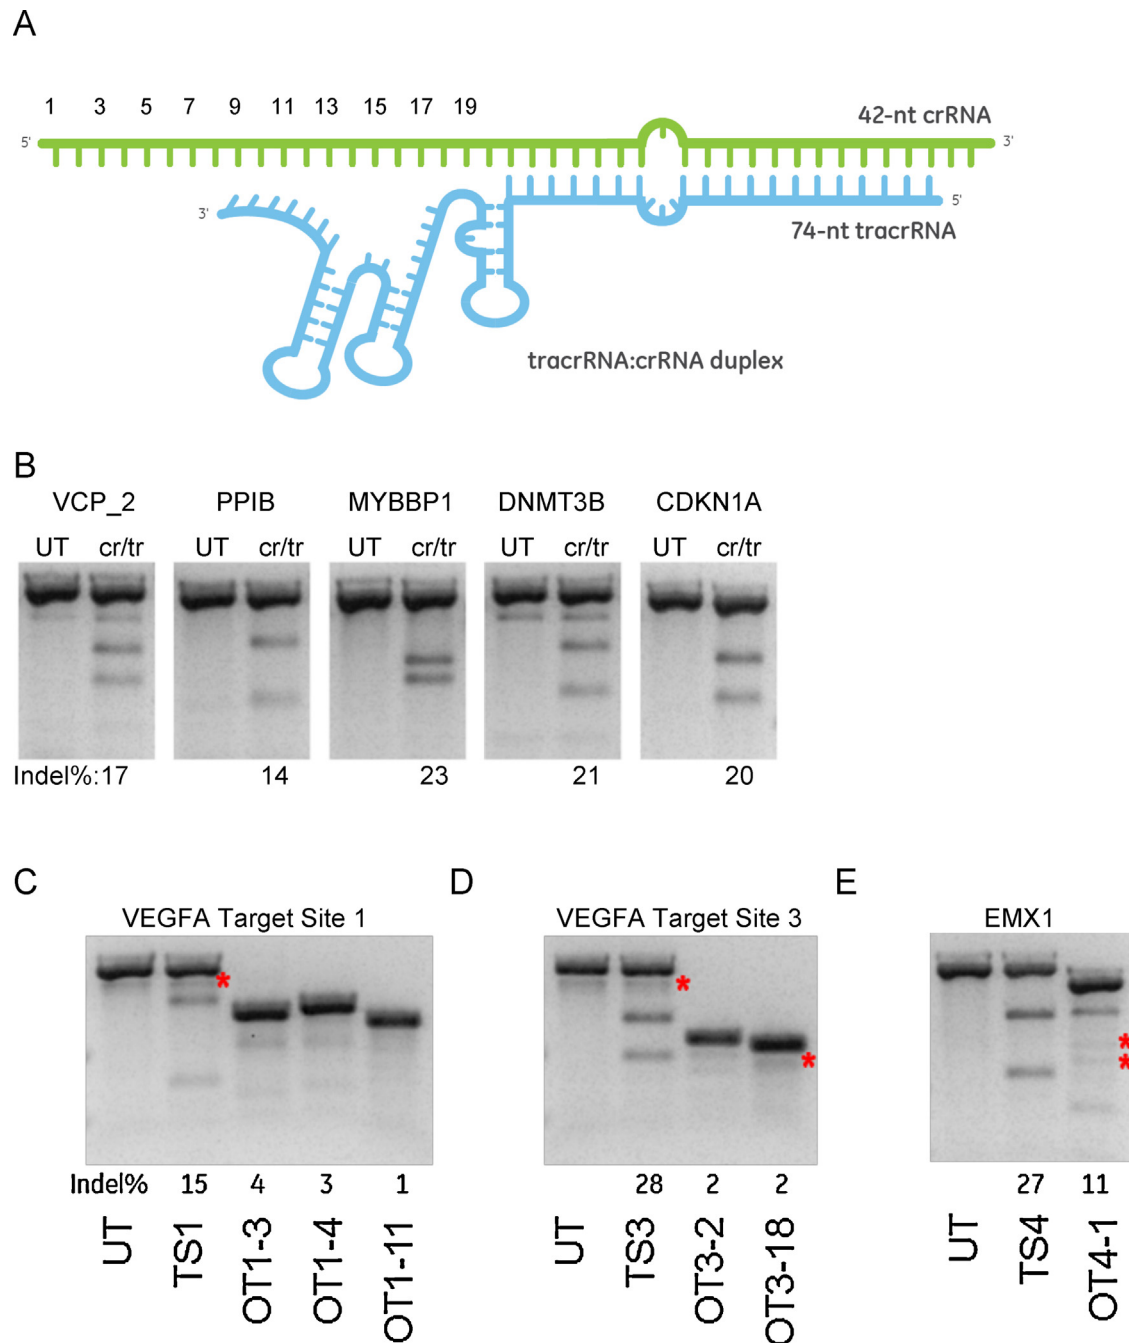 A
1 3 5 7 9 11 13 15 17 19
42-nt crRNA
5' 3'
3' 5'
74-nt tracrRNA
tracrRNA:crRNA duplex
B
VCP_2 PPIB MYBBP1 DNMT3B CDKN1A
UT cr/tr UT cr/tr UT cr/tr UT cr/tr UT cr/tr
Indel%:17 14 23 21 20
C D E
VEGFA Target Site 1 VEGFA Target Site 3 EMX1
*
*
*
*
*
Indel% 15 4 3 1 28 2 2 27 11
UT TS1 OT1-3 OT1-4 OT1-11 UT TS3 OT3-2 OT3-18 UT TS4 OT4-1